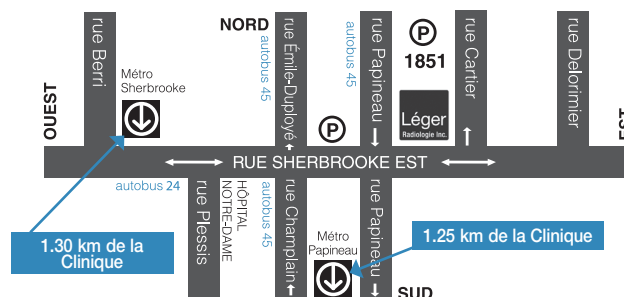 NORD
rue Berri
autobus 45
rue Émile-Duployé
autobus 45
rue Papineau
P
1851
rue Cartier
rue Delorimier
Métro
Sherbrooke
OUEST
P
Léger
Radiologie Inc.
RUE SHERBROOKE EST
autobus 24
rue Plessis
HÔPITAL
NOTRE-DAME
autobus 45
rue Champlain
Métro
Papineau
rue Papineau
1.30 km de la
Clinique
1.25 km de la Clinique
SUD